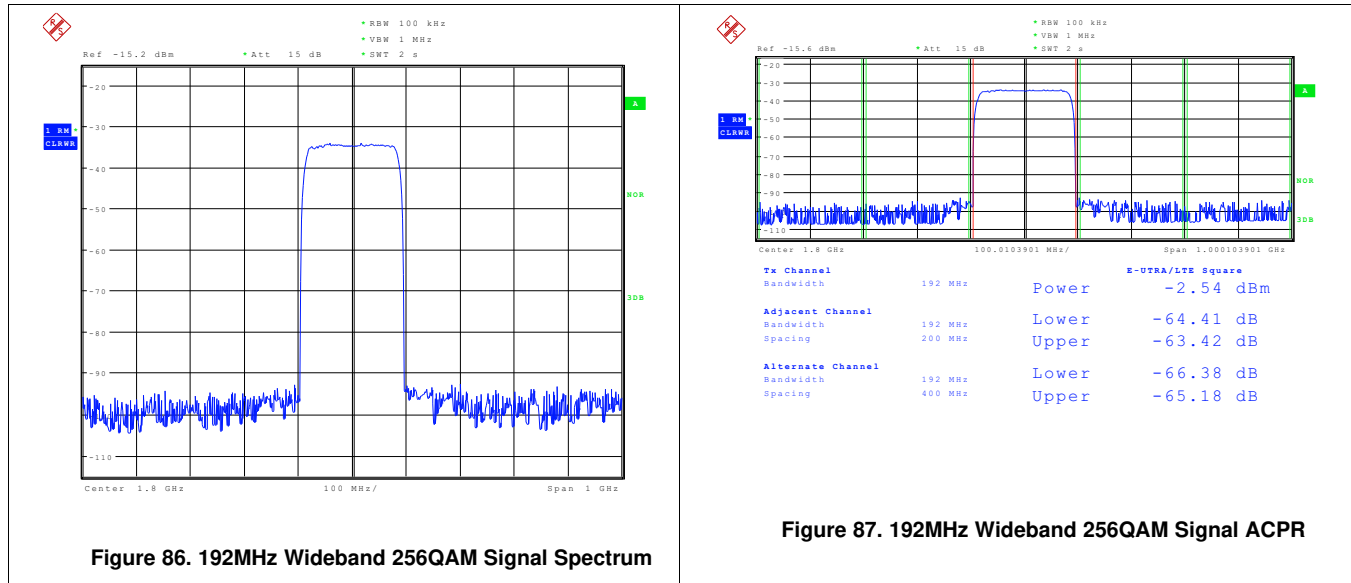 R
S
* RBW 100 kHz
* VBW 1 MHz
Ref -15.2 dBm * Att 15 dB * SWT 2 s
-20
A
-30
1 RM *
CLRWR
-40
NOR
-50
-60
-70
3DB
-80
-90
-110
Center 1.8 GHz 100 MHz/ Span 1 GHz
Figure 86. 192MHz Wideband 256QAM Signal Spectrum
R
S
* RBW 100 kHz
* VBW 1 MHz
Ref -15.6 dBm * Att 15 dB * SWT 2 s
-20
-30
A
-40
-50
1 RM *
CLRWR
-60
-70
-80
NOR
-90
3DB
-110
Center 1.8 GHz 100.0103901 MHz/ Span 1.000103901 GHz
Tx Channel E-UTRA/LTE Square
Bandwidth 192 MHz Power -2.54 dBm
Adjacent Channel
Bandwidth 192 MHz Lower -64.41 dB
Spacing 200 MHz Upper -63.42 dB
Alternate Channel
Bandwidth 192 MHz Lower -66.38 dB
Spacing 400 MHz Upper -65.18 dB
Figure 87. 192MHz Wideband 256QAM Signal ACPR